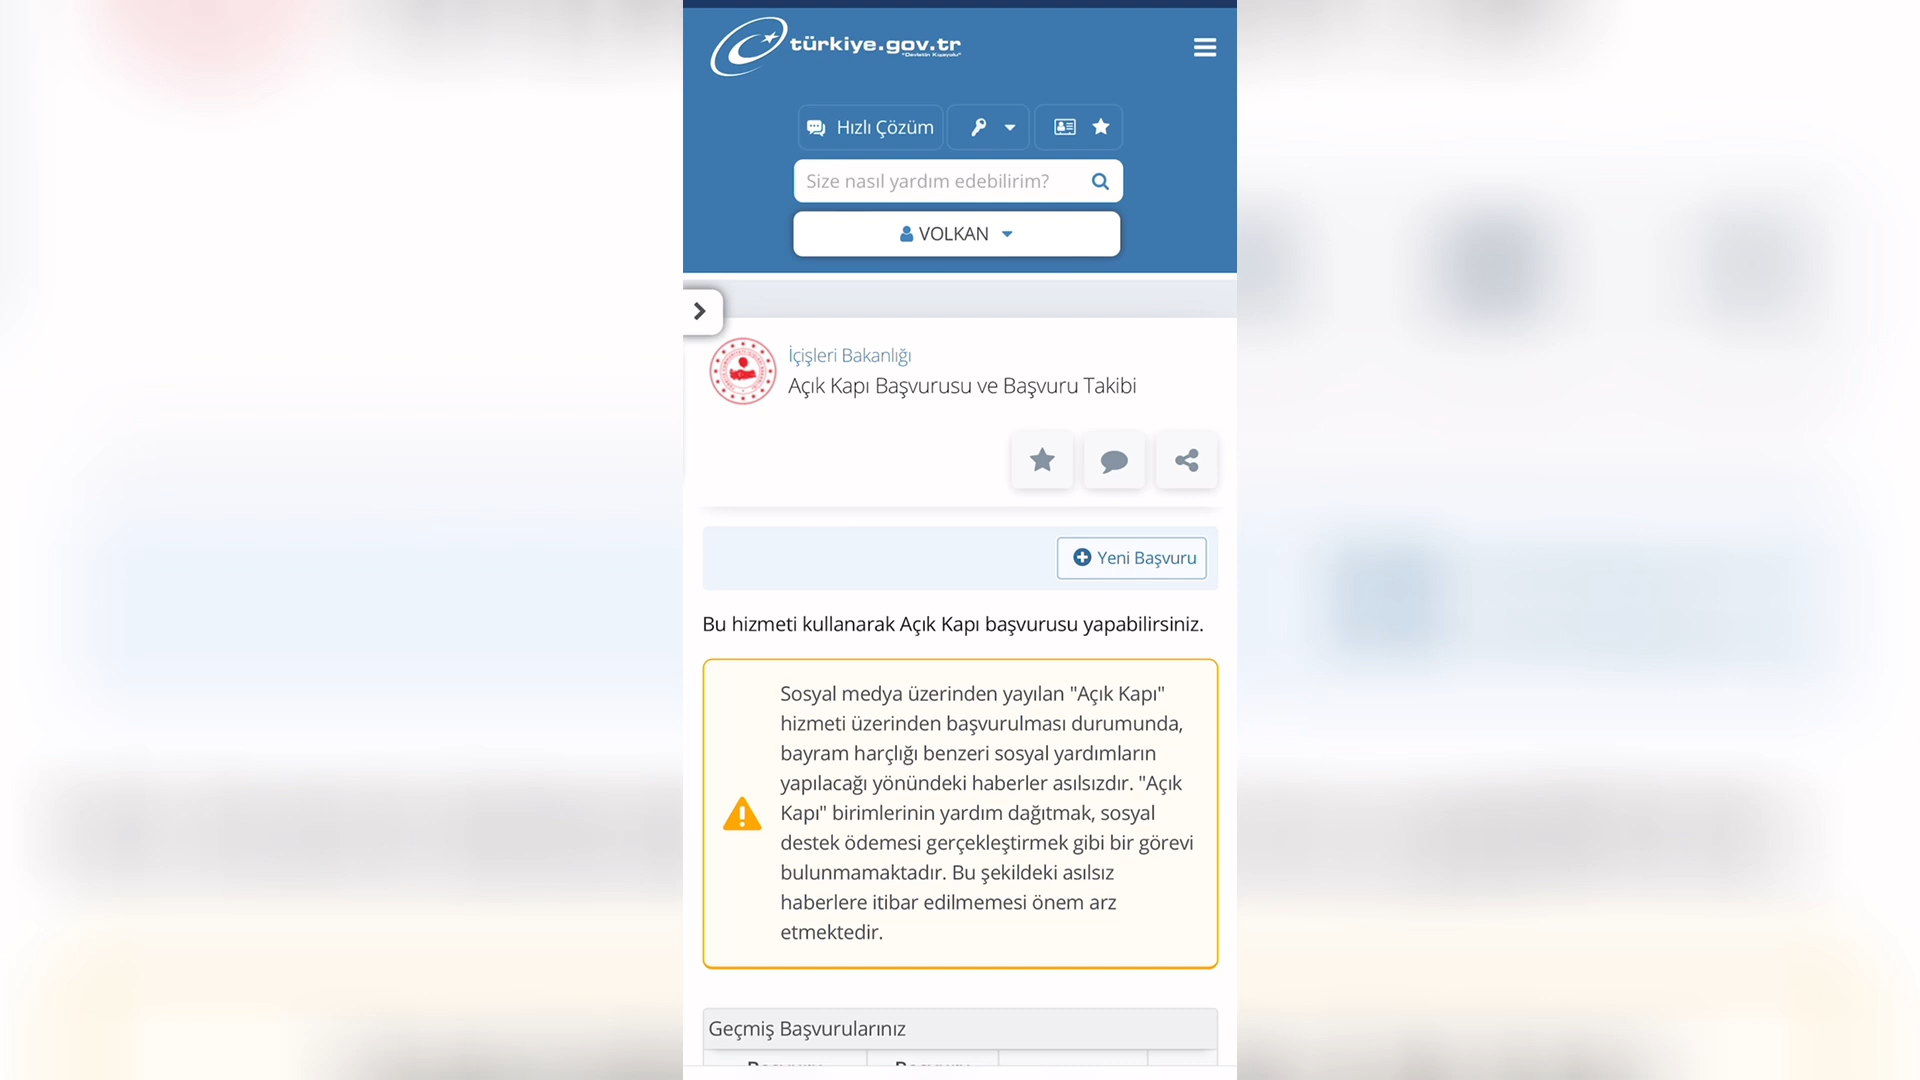 türkiye.gov.tr
"Devletin Kısayolu"
Hızlı Çözüm
Size nasıl yardım edebilirim?
VOLKAN
İçişleri Bakanlığı
Açık Kapı Başvurusu ve Başvuru Takibi
Yeni Başvuru
Bu hizmeti kullanarak Açık Kapı başvurusu yapabilirsiniz.
Sosyal medya üzerinden yayılan "Açık Kapı"
hizmeti üzerinden başvurulması durumunda,
bayram harçlığı benzeri sosyal yardımların
yapılacağı yönündeki haberler asılsızdır. "Açık
Kapı" birimlerinin yardım dağıtmak, sosyal
destek ödemesi gerçekleştirmek gibi bir görevi
bulunmamaktadır. Bu şekildeki asılsız
haberlere itibar edilmemesi önem arz
etmektedir.
Geçmiş Başvurularınız